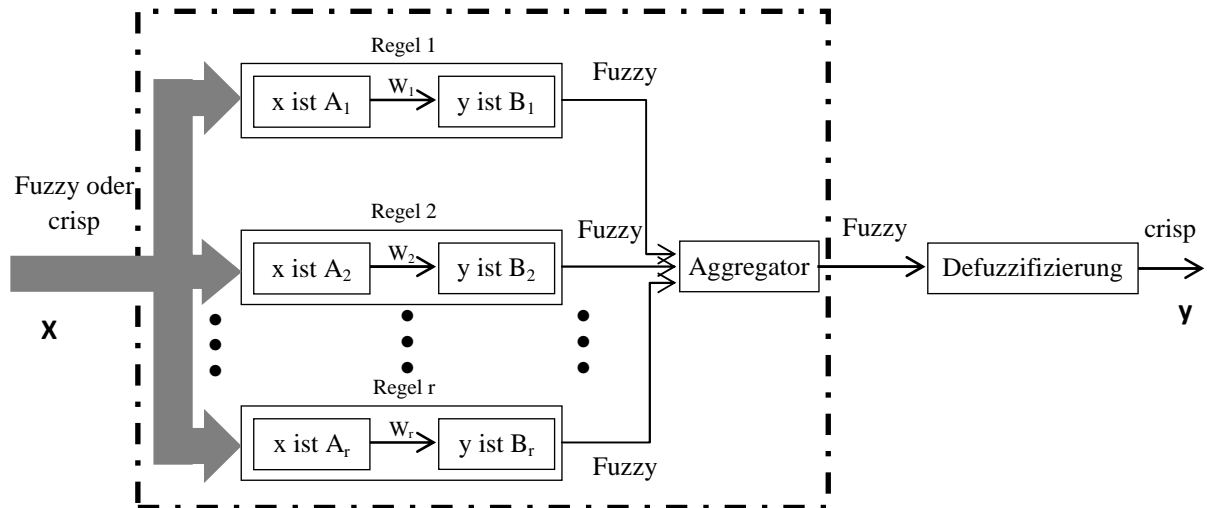 Regel 1
Fuzzy
x ist A₁
W₁
y ist B₁
Fuzzy oder
crisp
X
Regel 2
Fuzzy
x ist A₂
W₂
y ist B₂
Aggregator
Fuzzy
Defuzzifizierung
crisp
y
Regel r
x ist Aᵣ
Wᵣ
y ist Bᵣ
Fuzzy